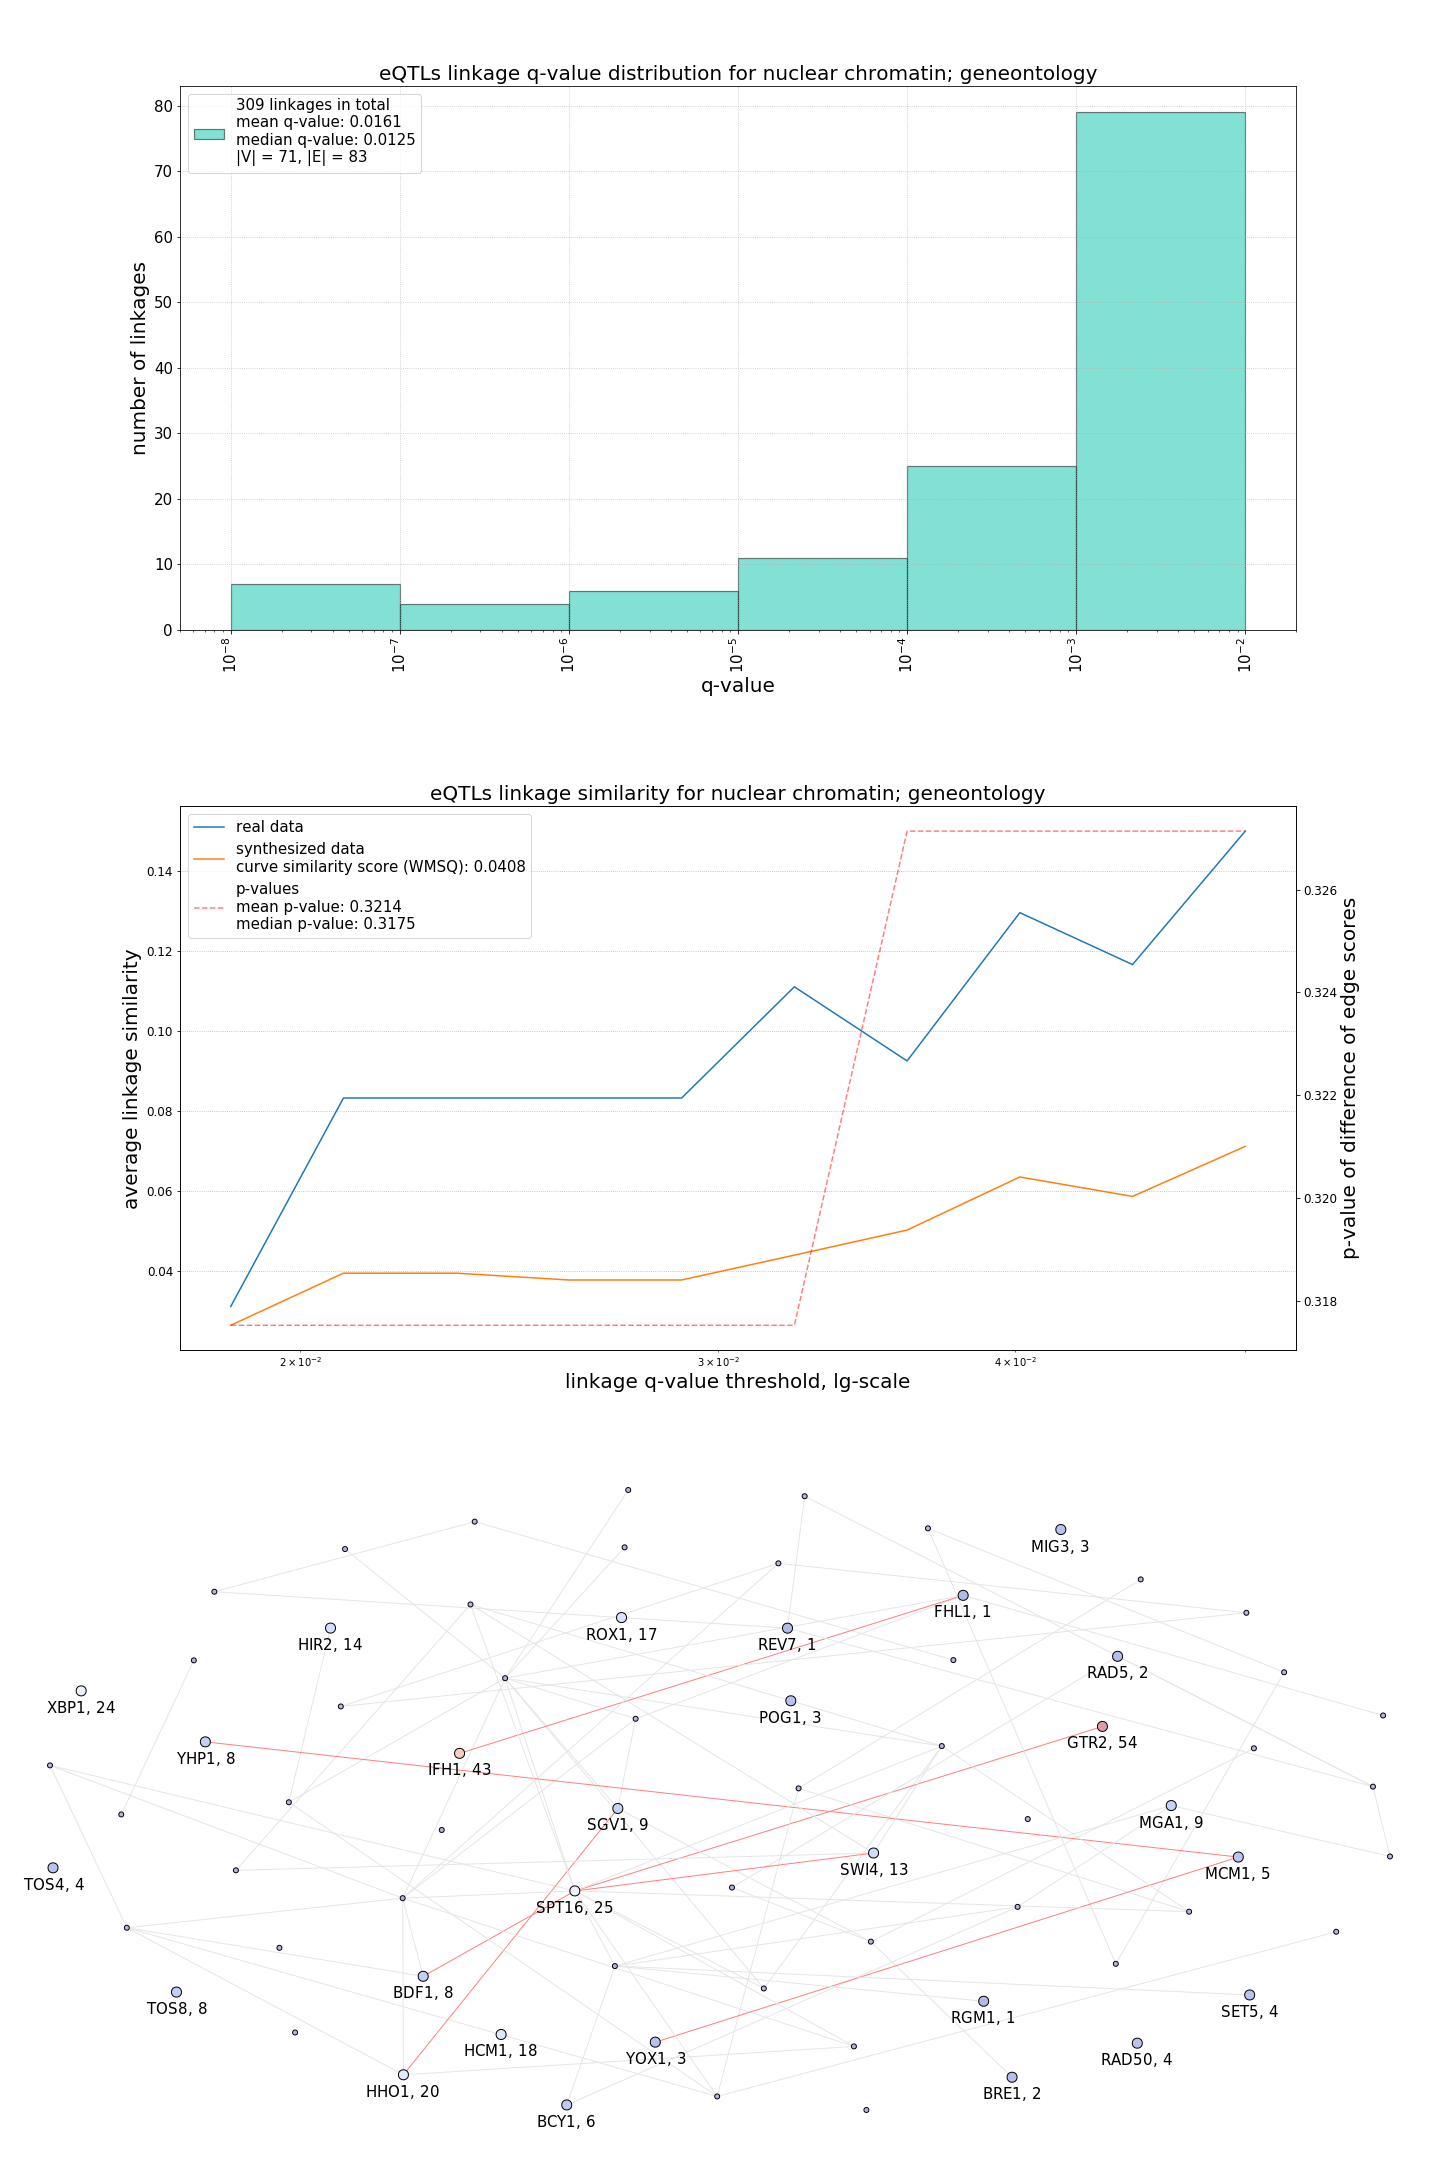 eQTLs linkage q-value distribution for nuclear chromatin; geneontology
309 linkages in total
mean q-value: 0.0161
median q-value: 0.0125
|V| = 71, |E| = 83
number of linkages
80
70
60
50
40
30
20
10
0
10⁻⁸
10⁻⁷
10⁻⁶
10⁻⁵
10⁻⁴
10⁻³
10⁻²
q-value
eQTLs linkage similarity for nuclear chromatin; geneontology
real data
synthesized data
curve similarity score (WMSQ): 0.0408
p-values
mean p-value: 0.3214
median p-value: 0.3175
average linkage similarity
0.14
0.12
0.10
0.08
0.06
0.04
0.326
0.324
0.322
0.320
0.318
p-value of difference of edge scores
2 × 10⁻²
3 × 10⁻²
4 × 10⁻²
linkage q-value threshold, lg-scale
MIG3, 3
FHL1, 1
ROX1, 17
HIR2, 14
REV7, 1
RAD5, 2
XBP1, 24
POG1, 3
GTR2, 54
YHP1, 8
IFH1, 43
SGV1, 9
MGA1, 9
SWI4, 13
MCM1, 5
TOS4, 4
SPT16, 25
BDF1, 8
TOS8, 8
SET5, 4
RGM1, 1
HCM1, 18
YOX1, 3
RAD50, 4
HHO1, 20
BRE1, 2
BCY1, 6